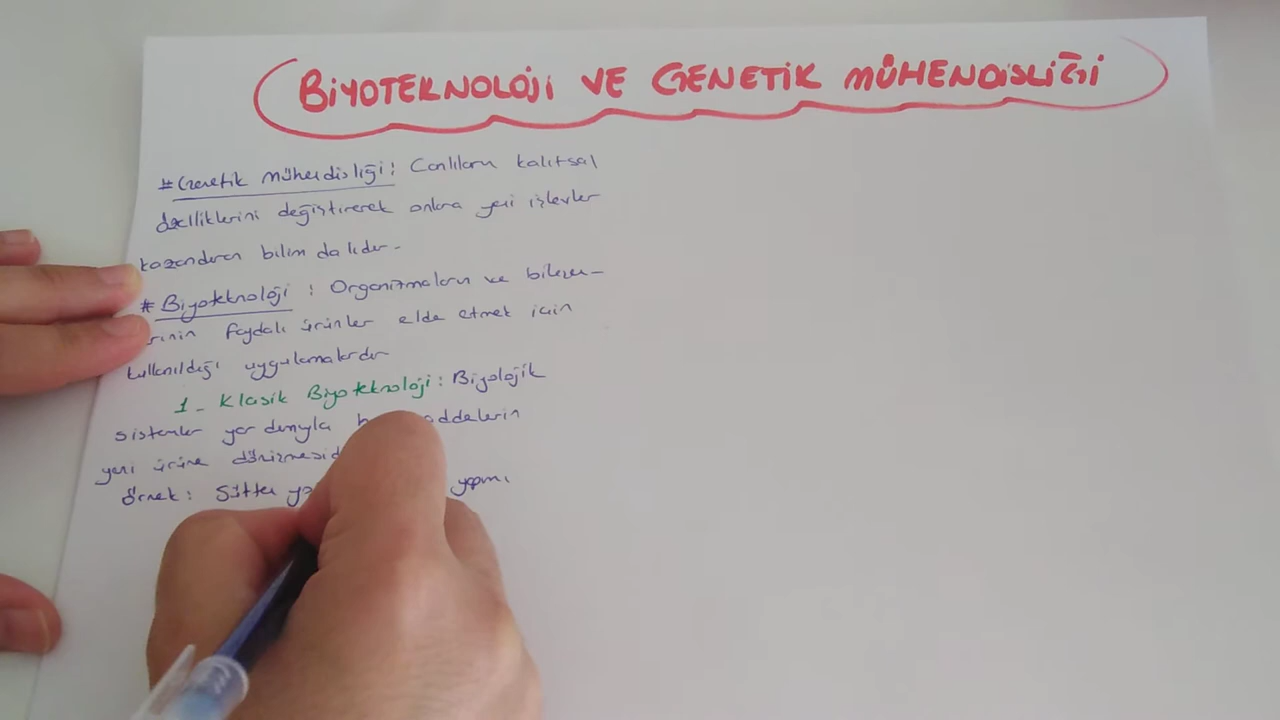 BİYOTEKNOLOJİ VE GENETİK MÜHENDİSLİĞİ
# Genetik Mühendisliği: Canlıların kalıtsal
özelliklerini değiştirerek onlara yeni işlevler
kazandıran bilim dalıdır.
# Biyoteknoloji : Organizmaların ve bileşen-
lerinin faydalı ürünler elde etmek için
kullanıldığı uygulamalardır
1- Klasik Biyoteknoloji: Biyolojik
sistemler yardımıyla
yeni ürüne
Örnek: Sütten yapımı